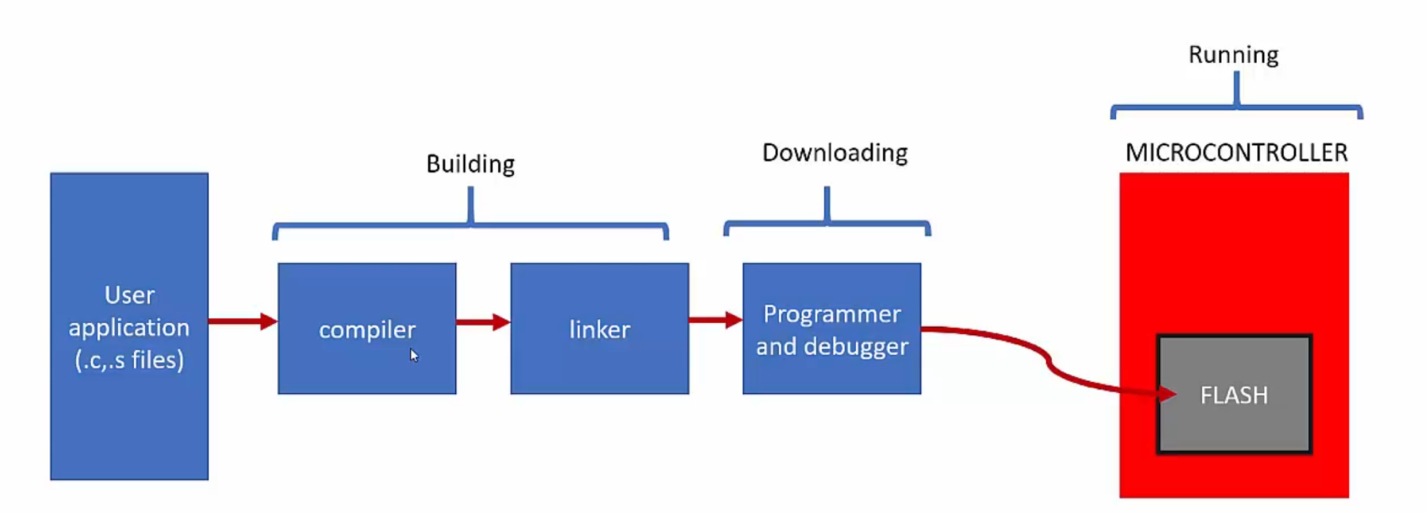 Running
Building
Downloading
MICROCONTROLLER
User
application
(.c,.s files)
compiler
linker
Programmer
and debugger
FLASH